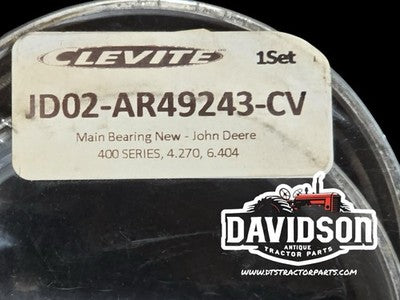 CLEVITE 1Set
JD02-AR49243-CV
Main Bearing New - John Deere
400 SERIES, 4.270, 6.404
DAVIDSON
ANTIQUE
TRACTOR PARTS
WWW.DTSTRACTORPARTS.COM